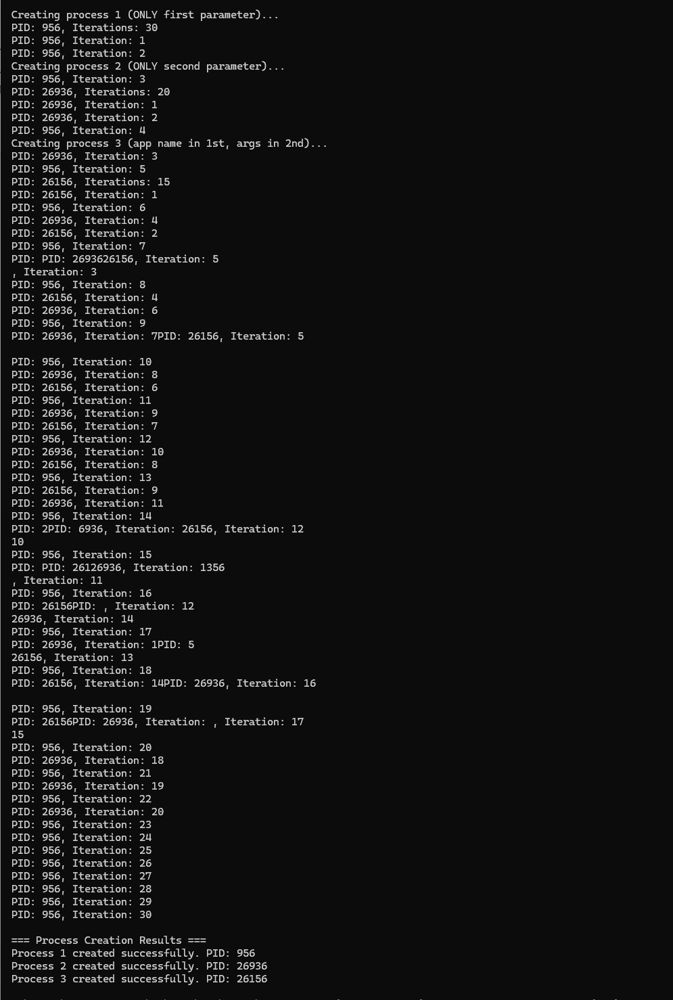 Creating process 1 (ONLY first parameter)...
PID: 956, Iterations: 30
PID: 956, Iteration: 1
PID: 956, Iteration: 2
Creating process 2 (ONLY second parameter)...
PID: 956, Iteration: 3
PID: 26936, Iterations: 20
PID: 26936, Iteration: 1
PID: 26936, Iteration: 2
PID: 956, Iteration: 4
Creating process 3 (app name in 1st, args in 2nd)...
PID: 26936, Iteration: 3
PID: 956, Iteration: 5
PID: 26156, Iterations: 15
PID: 26156, Iteration: 1
PID: 956, Iteration: 6
PID: 26936, Iteration: 4
PID: 26156, Iteration: 2
PID: 956, Iteration: 7
PID: PID: 2693626156, Iteration: 5
, Iteration: 3
PID: 956, Iteration: 8
PID: 26156, Iteration: 4
PID: 26936, Iteration: 6
PID: 956, Iteration: 9
PID: 26936, Iteration: 7PID: 26156, Iteration: 5
PID: 956, Iteration: 10
PID: 26936, Iteration: 8
PID: 26156, Iteration: 6
PID: 956, Iteration: 11
PID: 26936, Iteration: 9
PID: 26156, Iteration: 7
PID: 956, Iteration: 12
PID: 26936, Iteration: 10
PID: 26156, Iteration: 8
PID: 956, Iteration: 13
PID: 26156, Iteration: 9
PID: 26936, Iteration: 11
PID: 956, Iteration: 14
PID: 2PID: 6936, Iteration: 26156, Iteration: 12
10
PID: 956, Iteration: 15
PID: PID: 26126936, Iteration: 1356
, Iteration: 11
PID: 956, Iteration: 16
PID: 26156PID: , Iteration: 12
26936, Iteration: 14
PID: 956, Iteration: 17
PID: 26936, Iteration: 1PID: 5
26156, Iteration: 13
PID: 956, Iteration: 18
PID: 26156, Iteration: 14PID: 26936, Iteration: 16
PID: 956, Iteration: 19
PID: 26156PID: 26936, Iteration: , Iteration: 17
15
PID: 956, Iteration: 20
PID: 26936, Iteration: 18
PID: 956, Iteration: 21
PID: 26936, Iteration: 19
PID: 956, Iteration: 22
PID: 26936, Iteration: 20
PID: 956, Iteration: 23
PID: 956, Iteration: 24
PID: 956, Iteration: 25
PID: 956, Iteration: 26
PID: 956, Iteration: 27
PID: 956, Iteration: 28
PID: 956, Iteration: 29
PID: 956, Iteration: 30
=== Process Creation Results ===
Process 1 created successfully. PID: 956
Process 2 created successfully. PID: 26936
Process 3 created successfully. PID: 26156